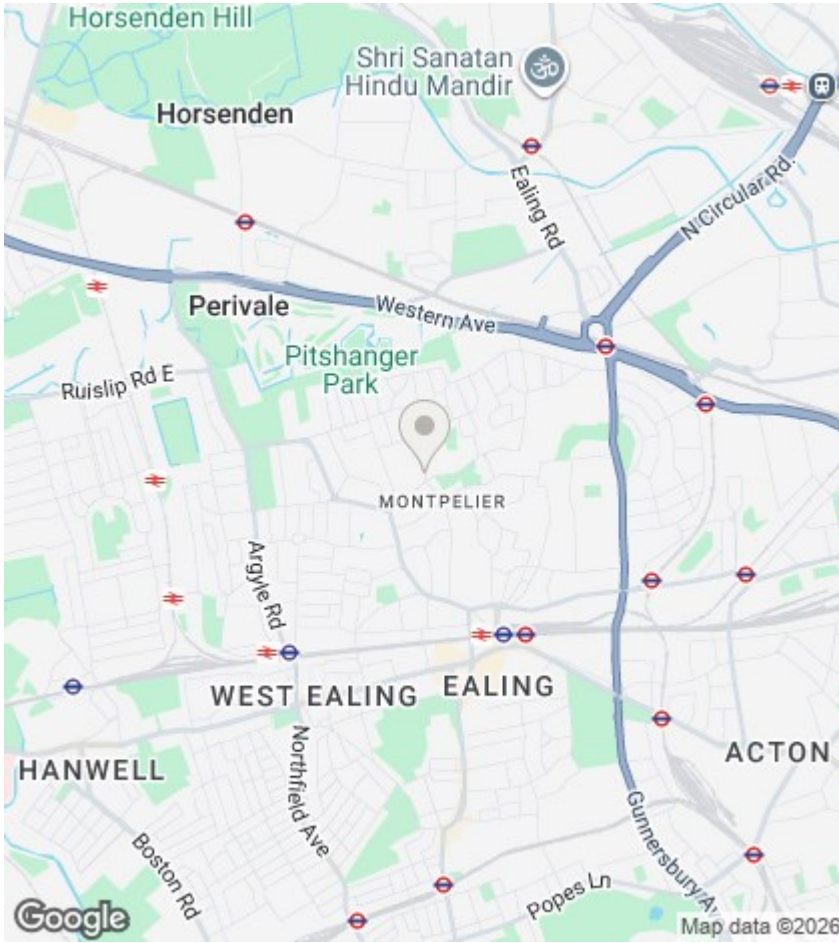 Horsenden Hill
Shri Sanatan
Hindu Mandir
Horsenden
Ealing Rd
N Circular Rd.
Perivale
Western Ave
Pitshanger
Park
Ruislip Rd E
MONTPELIER
Argyle Rd
WEST EALING
EALING
HANWELL
Northfield Ave
ACTON
Boston Rd
Gunnersbury Av
Popes Ln
Google
Map data ©2026